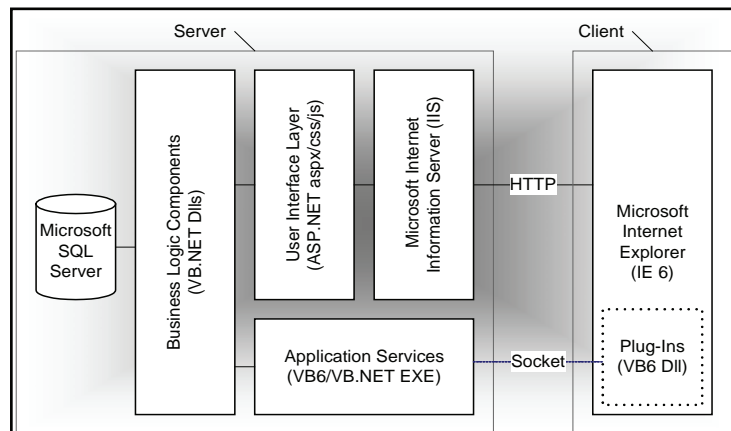 Server
Client
Microsoft
SQL
Server
Business Logic Components
(VB.NET Dlls)
User Interface Layer
(ASP.NET aspx/css/js)
Microsoft Internet
Information Server (IIS)
HTTP
Microsoft
Internet
Explorer
(IE 6)
Application Services
(VB6/VB.NET EXE)
Socket
Plug-Ins
(VB6 Dll)